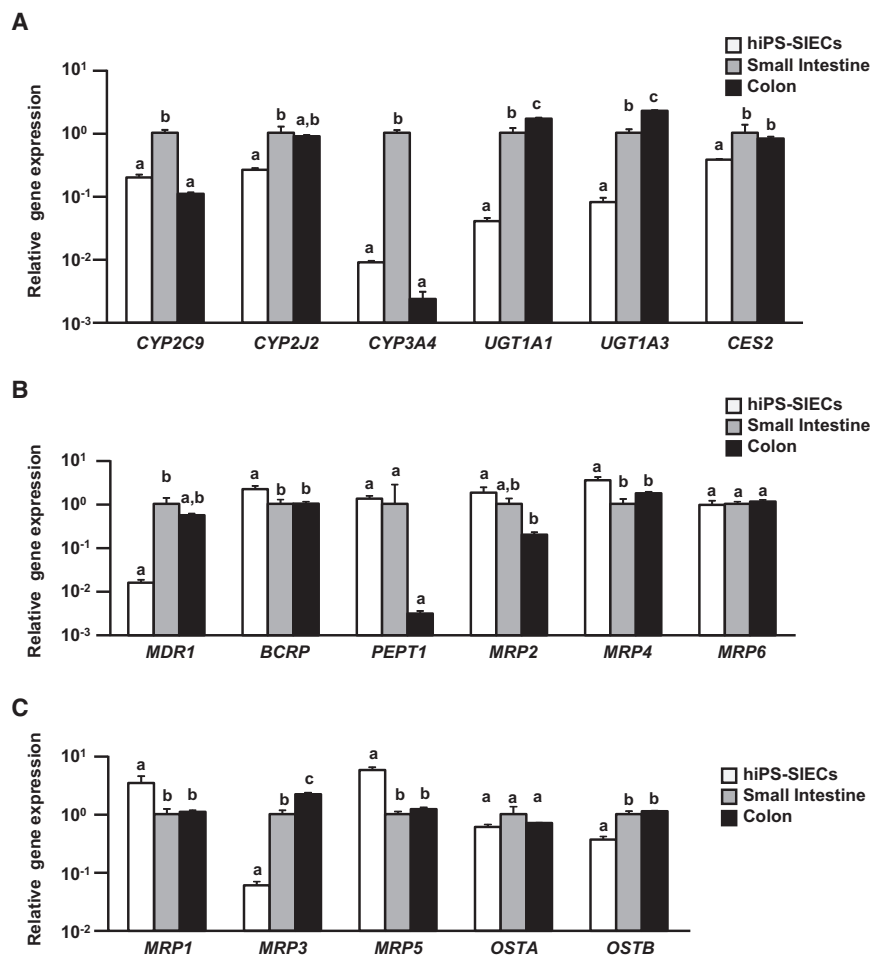 A
hiPS-SIECs
Small Intestine
Colon
Relative gene expression
10¹
10⁰
10⁻¹
10⁻²
10⁻³
a b a
a b a,b
a b a
a b c
a b c
a b b
CYP2C9 CYP2J2 CYP3A4 UGT1A1 UGT1A3 CES2
B
hiPS-SIECs
Small Intestine
Colon
Relative gene expression
10¹
10⁰
10⁻¹
10⁻²
10⁻³
a b a,b
a b b
a a a
a a,b b
a b b
a a a
MDR1 BCRP PEPT1 MRP2 MRP4 MRP6
C
hiPS-SIECs
Small Intestine
Colon
Relative gene expression
10¹
10⁰
10⁻¹
10⁻²
a b b
a b c
a b b
a a a
a b b
MRP1 MRP3 MRP5 OSTA OSTB